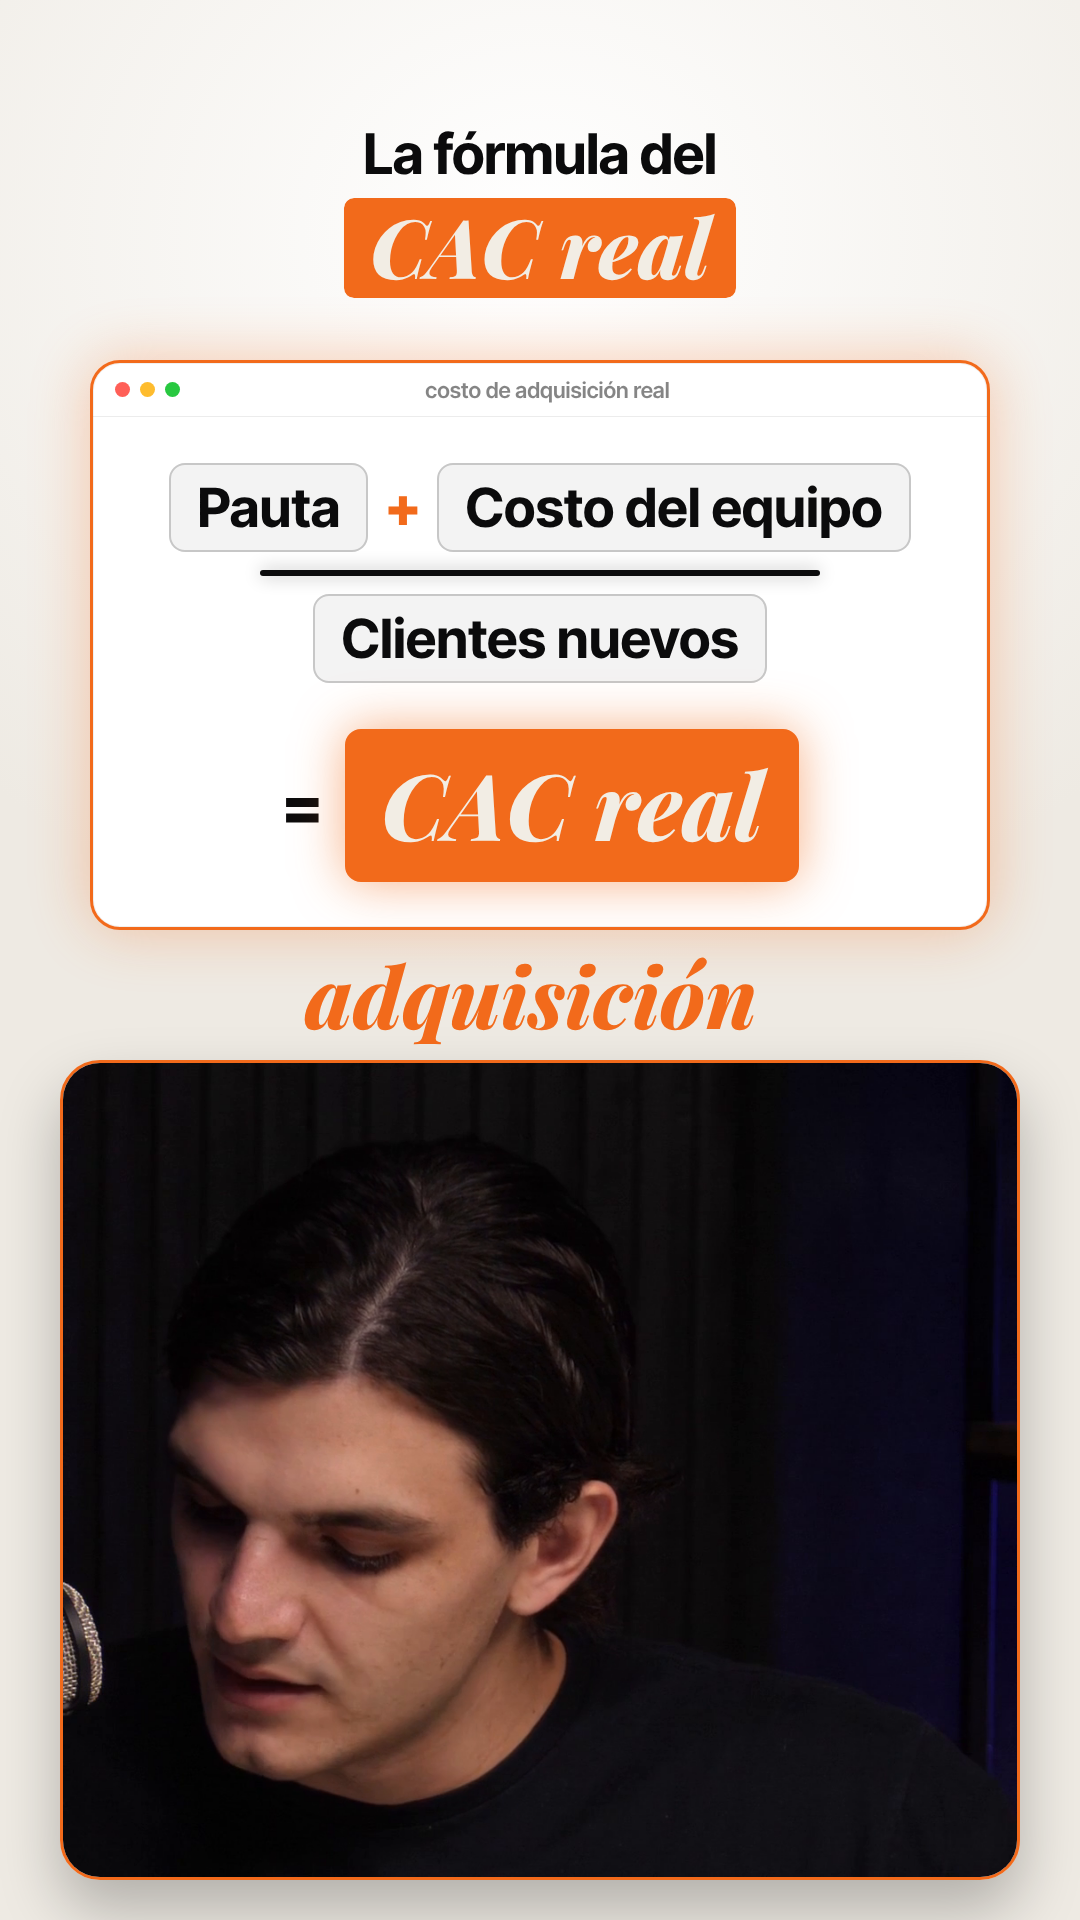 La fórmula del
CAC real
costo de adquisición real
Pauta + Costo del equipo
Clientes nuevos
= CAC real
adquisición